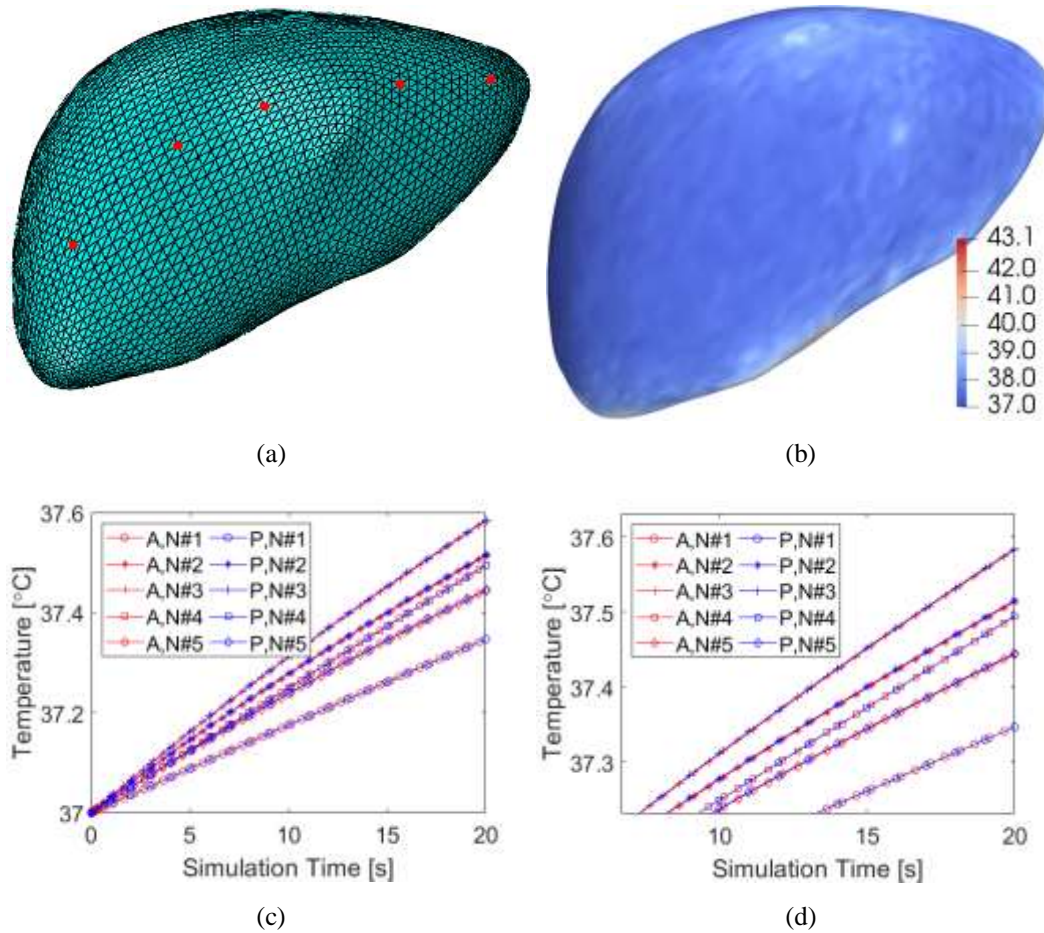 43.1
42.0
41.0
40.0
39.0
38.0
37.0
(a)
(b)
37.6
37.4
37.2
37
Temperature [°C]
A,N#1 P,N#1
A,N#2 P,N#2
A,N#3 P,N#3
A,N#4 P,N#4
A,N#5 P,N#5
0 5 10 15 20
Simulation Time [s]
(c)
37.6
37.5
37.4
37.3
Temperature [°C]
A,N#1 P,N#1
A,N#2 P,N#2
A,N#3 P,N#3
A,N#4 P,N#4
A,N#5 P,N#5
10 15 20
Simulation Time [s]
(d)